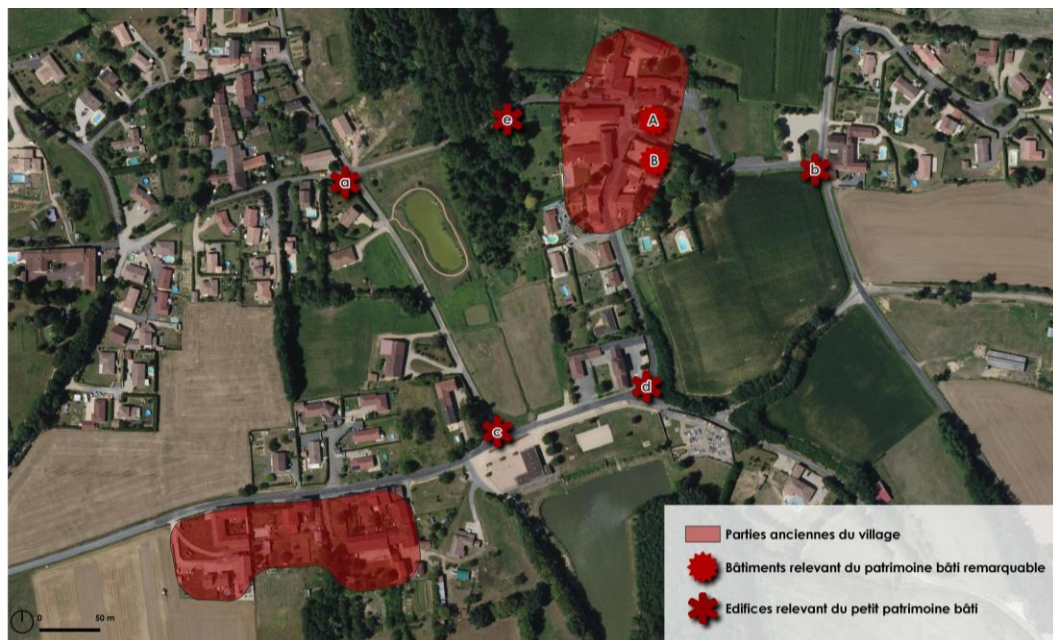 A
e
B
a
b
d
c
Parties anciennes du village
Bâtiments relevant du patrimoine bâti remarquable
Edifices relevant du petit patrimoine bâti
0 50 m